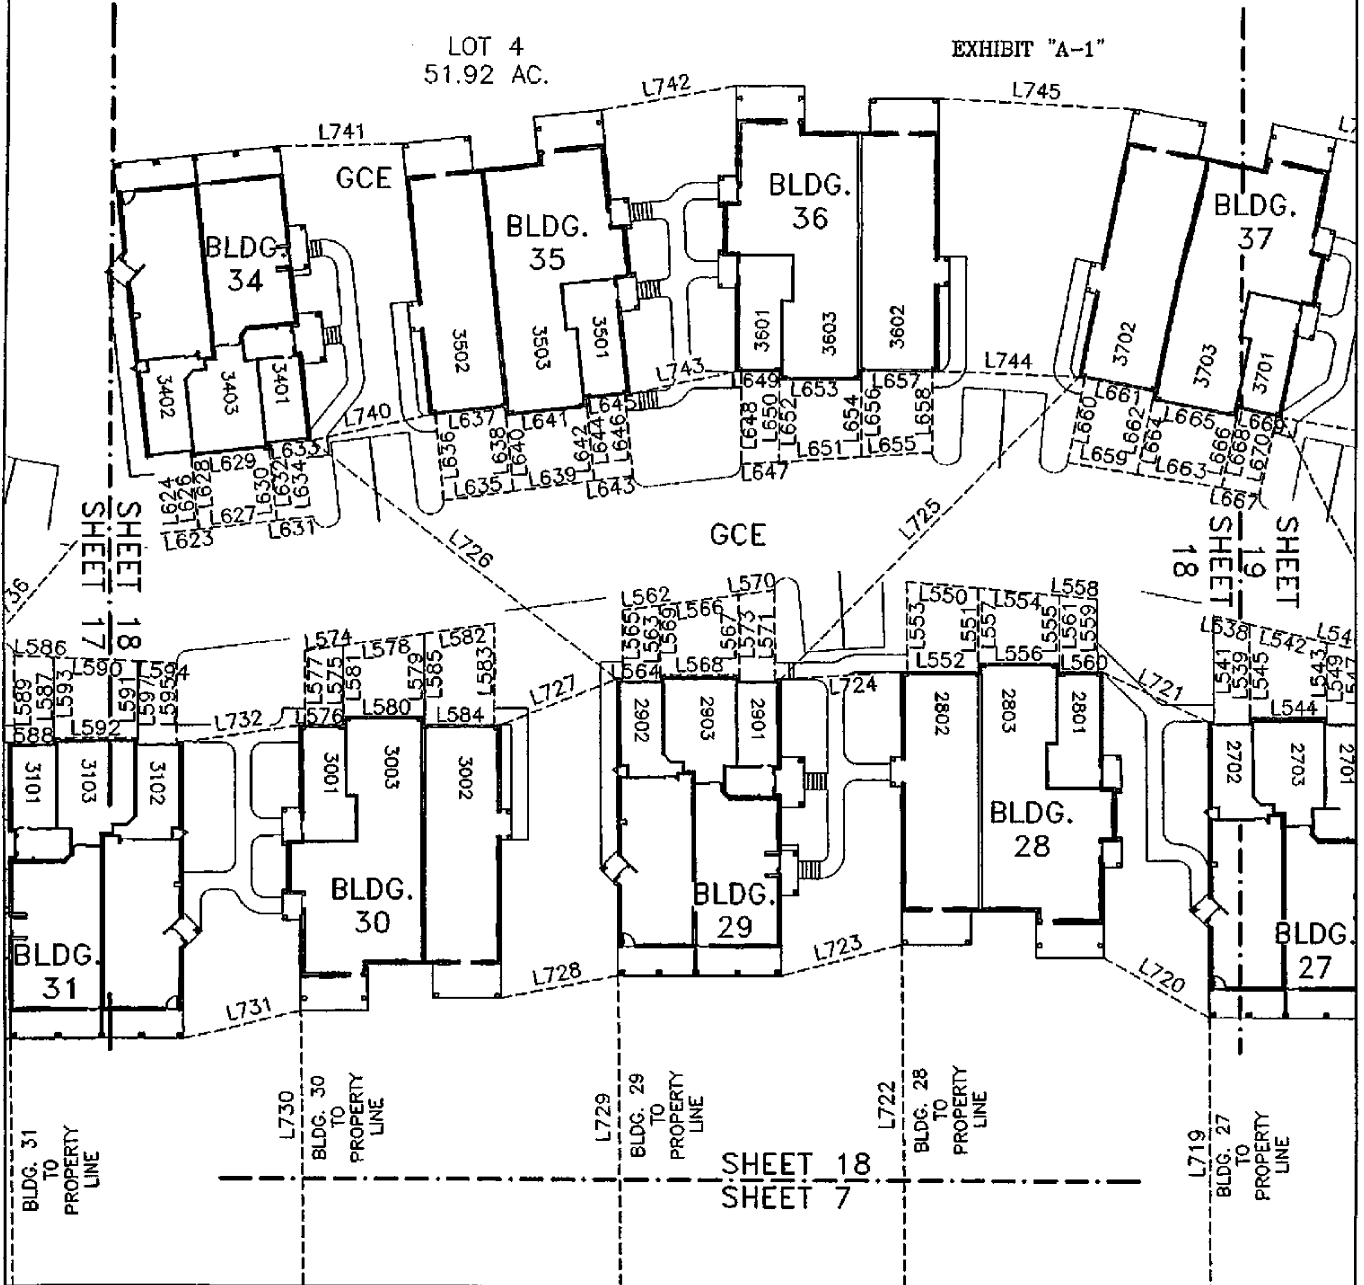 LOT 4
51.92 AC.
EXHIBIT "A-1"
L742
L745
L741
GCE
BLDG.
34
BLDG.
35
BLDG.
36
BLDG.
37
3402
3403
3401
3502
3503
3501
3601
3603
3602
3702
3703
3701
L740
L743
L744
L649
L653
L657
L637
L641
L645
L661
L665
L669
L633
L629
L624
L626
L628
L630
L632
L634
L636
L638
L640
L642
L644
L646
L648
L650
L652
L654
L656
L658
L660
L662
L664
L666
L668
L670
L635
L639
L643
L647
L651
L655
L659
L663
L667
L623
L627
L631
SHEET 17
SHEET 18
L726
GCE
L725
SHEET
18
SHEET
19
L586
L590
L594
L574
L578
L582
L562
L566
L570
L550
L554
L558
L538
L542
L589
L587
L593
L591
L597
L595
L577
L575
L581
L579
L585
L583
L565
L563
L569
L567
L573
L571
L553
L551
L557
L555
L561
L559
L541
L539
L545
L543
L549
L547
L588
L592
L732
L576
L580
L584
L727
L564
L568
L724
L552
L556
L560
L721
L544
3101
3103
3102
3001
3003
3002
2902
2903
2901
2802
2803
2801
2702
2703
2701
BLDG.
31
BLDG.
30
BLDG.
29
BLDG.
28
BLDG.
27
L731
L728
L723
L720
L730
BLDG. 30
TO
PROPERTY
LINE
L729
BLDG. 29
TO
PROPERTY
LINE
L722
BLDG. 28
TO
PROPERTY
LINE
L719
BLDG. 27
TO
PROPERTY
LINE
BLDG. 31
TO
PROPERTY
LINE
SHEET 18
SHEET 7